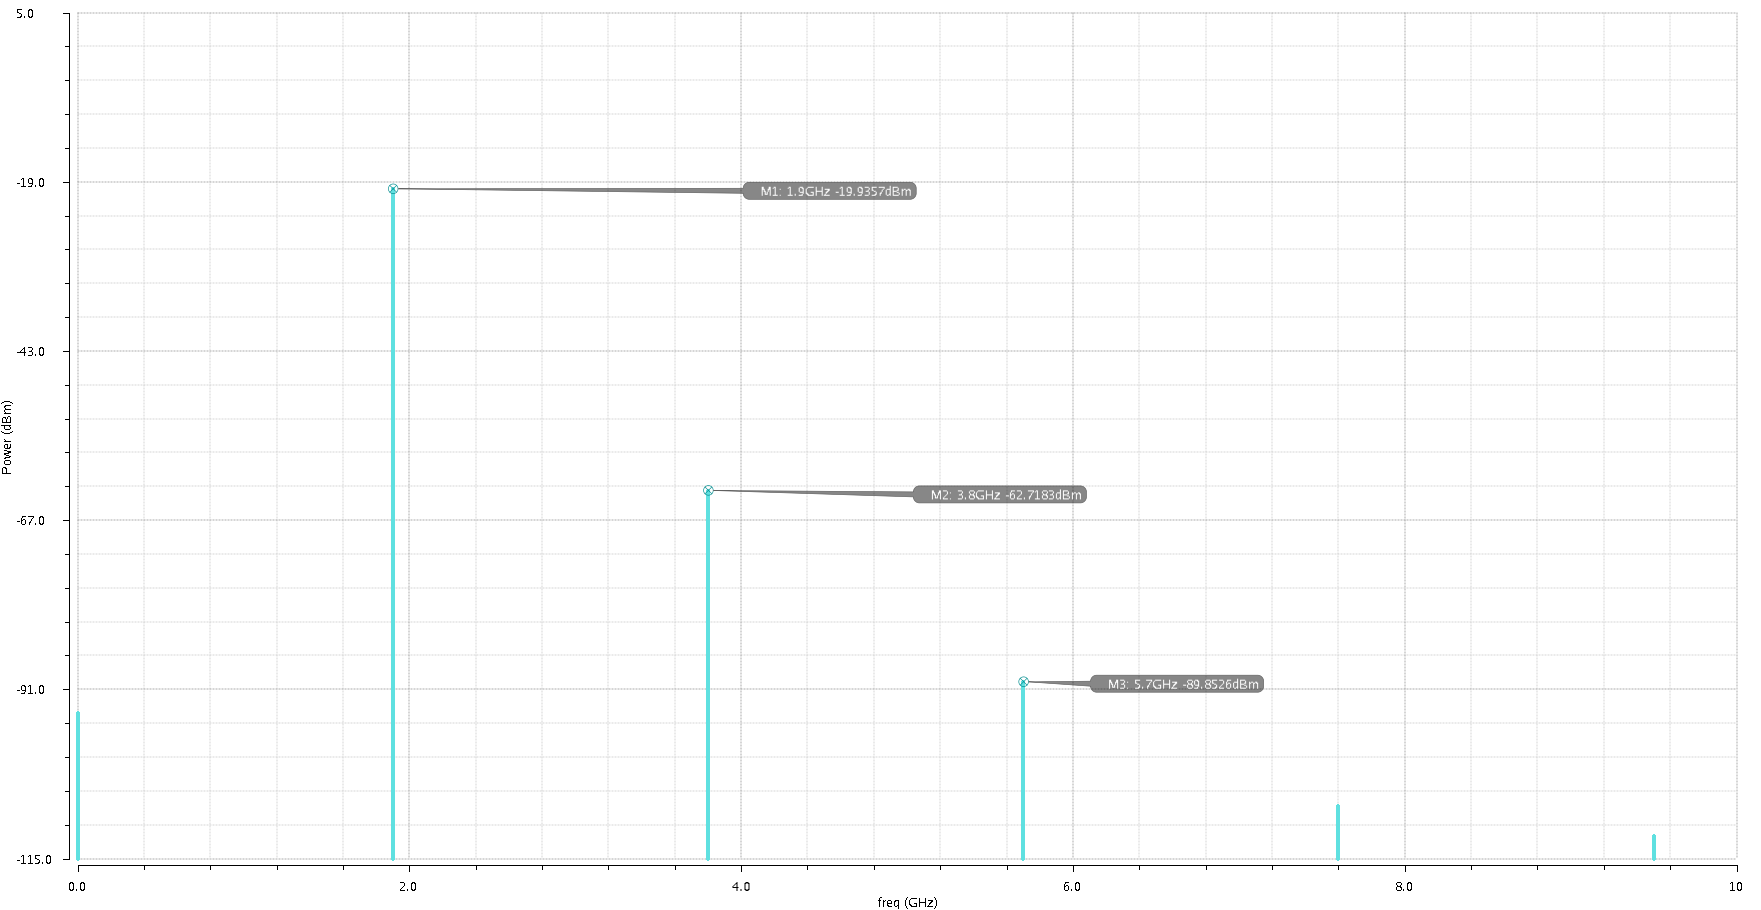 5.0
-19.0
M1: 1.9GHz -19.9357dBm
-43.0
Power (dBm)
M2: 3.8GHz -62.7183dBm
-67.0
M3: 5.7GHz -89.8526dBm
-91.0
-115.0
0.0 2.0 4.0 6.0 8.0 10
freq (GHz)